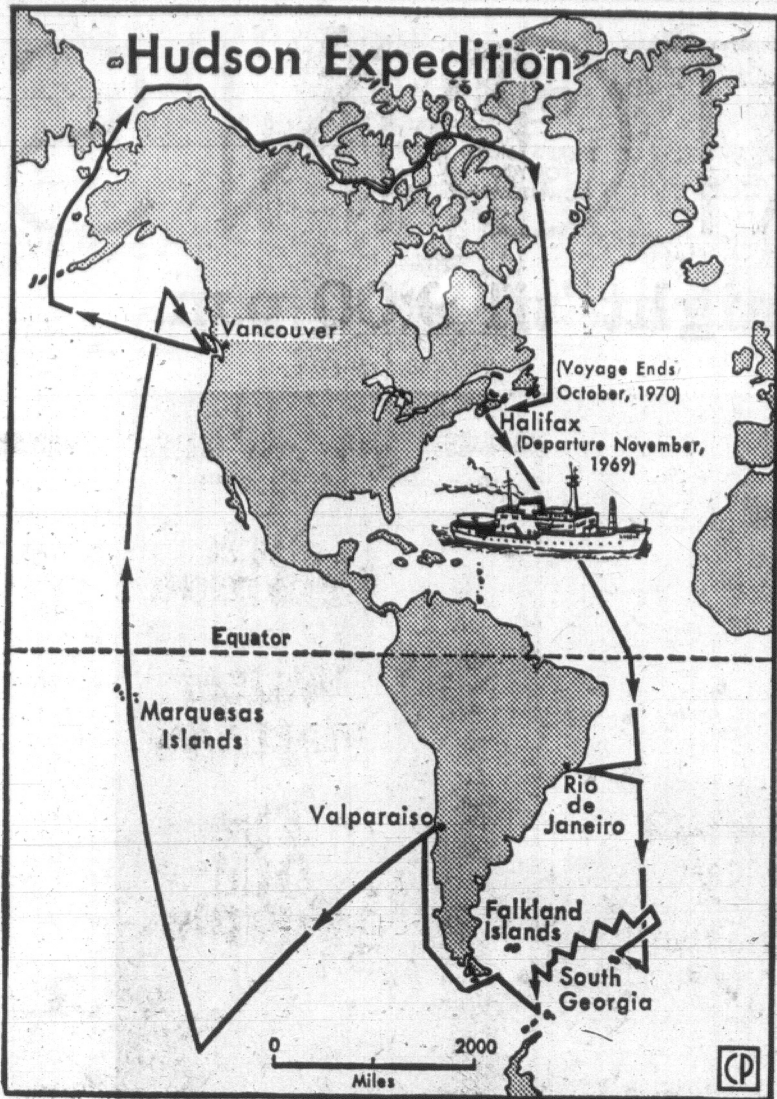 Hudson Expedition
Vancouver
(Voyage Ends
October, 1970)
Halifax
(Departure November,
1969)
Equator
Marquesas
Islands
Rio
de
Janeiro
Valparaiso
Falkland
Islands
South
Georgia
0 2000
Miles
CP